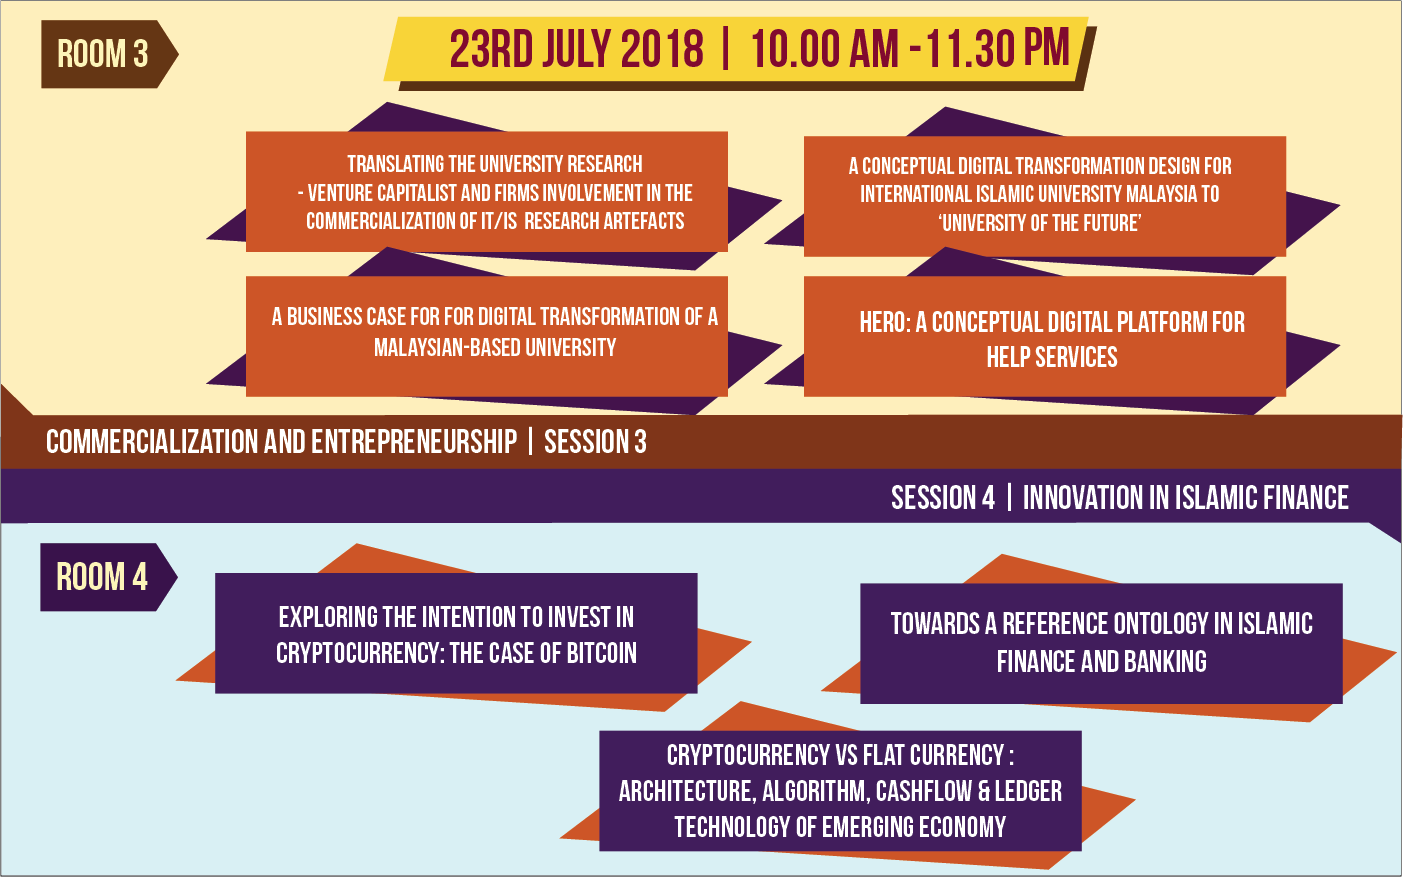 ROOM 3
23RD JULY 2018 | 10.00 AM -11.30 PM
TRANSLATING THE UNIVERSITY RESEARCH
- VENTURE CAPITALIST AND FIRMS INVOLVEMENT IN THE
COMMERCIALIZATION OF IT/IS RESEARCH ARTEFACTS
A CONCEPTUAL DIGITAL TRANSFORMATION DESIGN FOR
INTERNATIONAL ISLAMIC UNIVERSITY MALAYSIA TO
‘UNIVERSITY OF THE FUTURE’
A BUSINESS CASE FOR FOR DIGITAL TRANSFORMATION OF A
MALAYSIAN-BASED UNIVERSITY
HERO: A CONCEPTUAL DIGITAL PLATFORM FOR
HELP SERVICES
COMMERCIALIZATION AND ENTREPRENEURSHIP | SESSION 3
SESSION 4 | INNOVATION IN ISLAMIC FINANCE
ROOM 4
EXPLORING THE INTENTION TO INVEST IN
CRYPTOCURRENCY: THE CASE OF BITCOIN
TOWARDS A REFERENCE ONTOLOGY IN ISLAMIC
FINANCE AND BANKING
CRYPTOCURRENCY VS FLAT CURRENCY :
ARCHITECTURE, ALGORITHM, CASHFLOW & LEDGER
TECHNOLOGY OF EMERGING ECONOMY